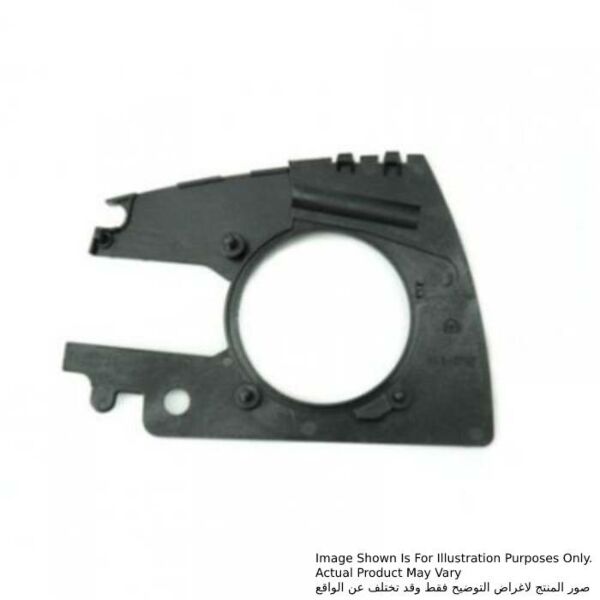 Image Shown Is For Illustration Purposes Only.
Actual Product May Vary
صور المنتج لاغراض التوضيح فقط وقد تختلف عن الواقع